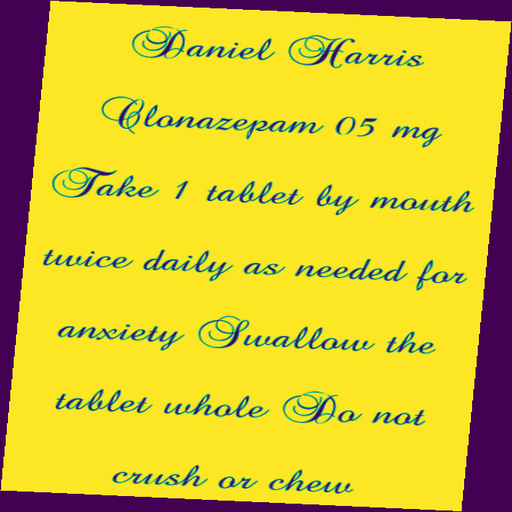 Daniel Harris
Clonazepam 05 mg
Take 1 tablet by mouth
twice daily as needed for
anxiety Swallow the
tablet whole Do not
crush or chew